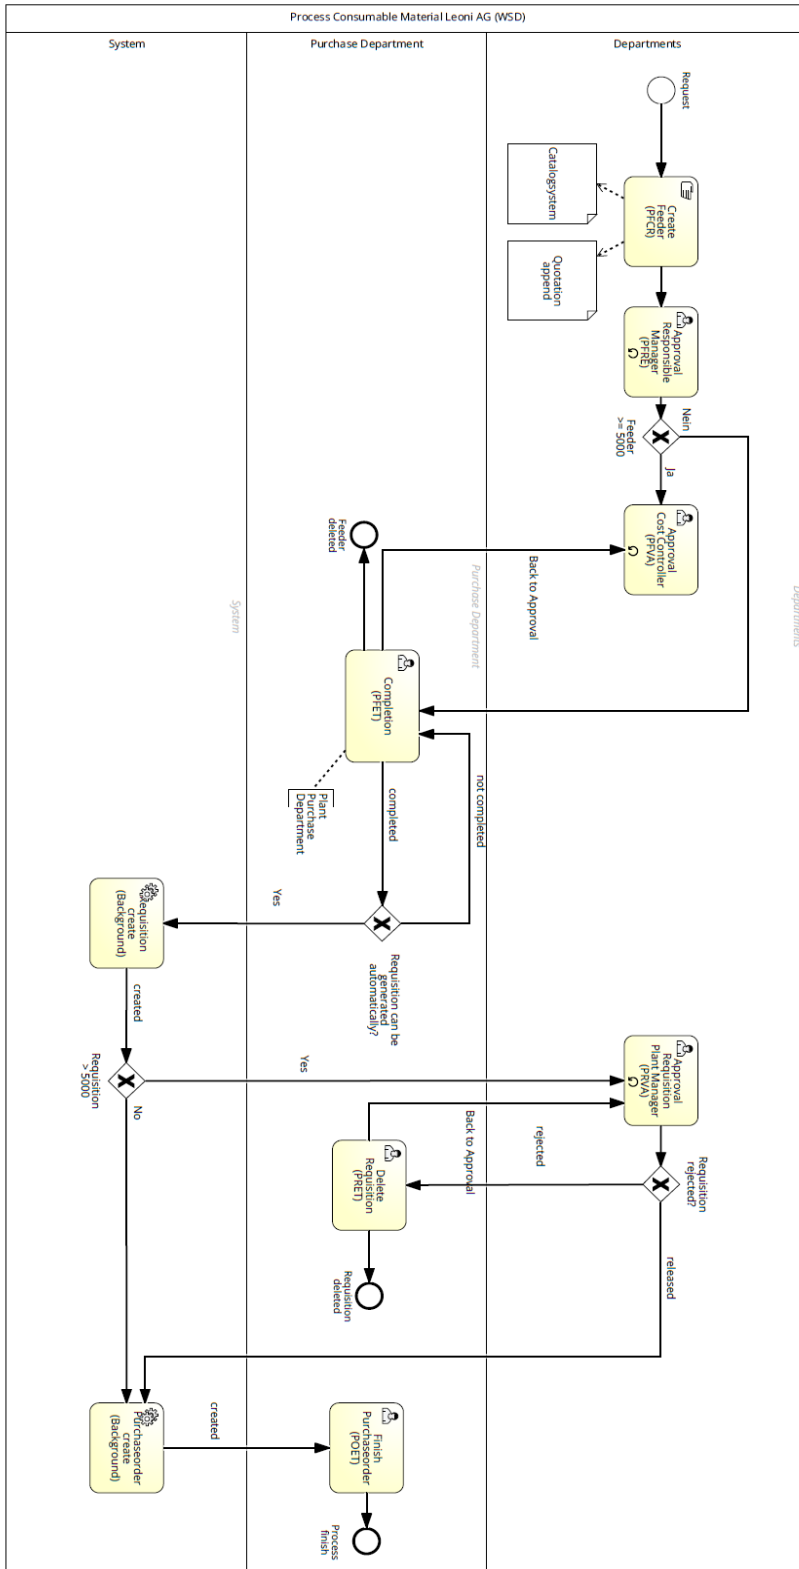 Process Consumable Material Leoni AG (WSD)
System
Purchase Department
Departments
Request
Catalogsystem
Create
Feeder
(PFCR)
Quotation
append
Approval
Responsible
Manager
(PFRE)
Nein
Feeder
>= 5000
Ja
Approval
Cost Controller
(PFVA)
Feeder
deleted
Back to Approval
System
Purchase Department
Departments
Completion
(PFET)
Plant
Purchase
Department
completed
not completed
Yes
Requisition can be
generated
automatically?
Requisition
create
(Background)
created
Requisition
> 5000
Yes
No
Approval
Requisition
Plant Manager
(PRVA)
Back to Approval
rejected
Requisition
rejected?
Delete
Requisition
(PRET)
Requisition
deleted
released
Purchaseorder
create
(Background)
created
Finish
Purchaseorder
(POET)
Process
finish